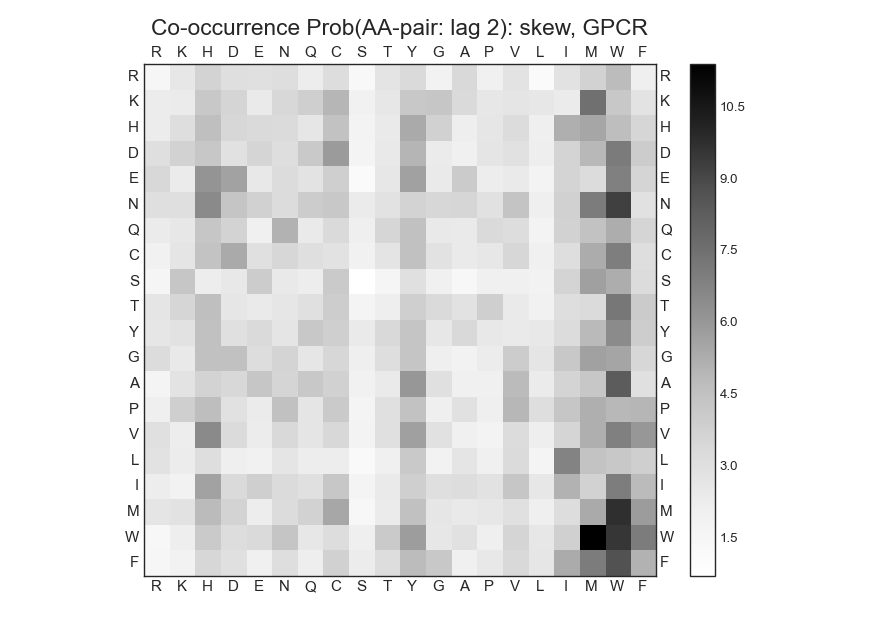 Co-occurrence Prob(AA-pair: lag 2): skew, GPCR
R K H D E N Q C S T Y G A P V L I M W F
R R
K K
H H
D D
E E
N N
Q Q
C C
S S
T T
Y Y
G G
A A
P P
V V
L L
I I
M M
W W
F F
R K H D E N Q C S T Y G A P V L I M W F
10.5
9.0
7.5
6.0
4.5
3.0
1.5